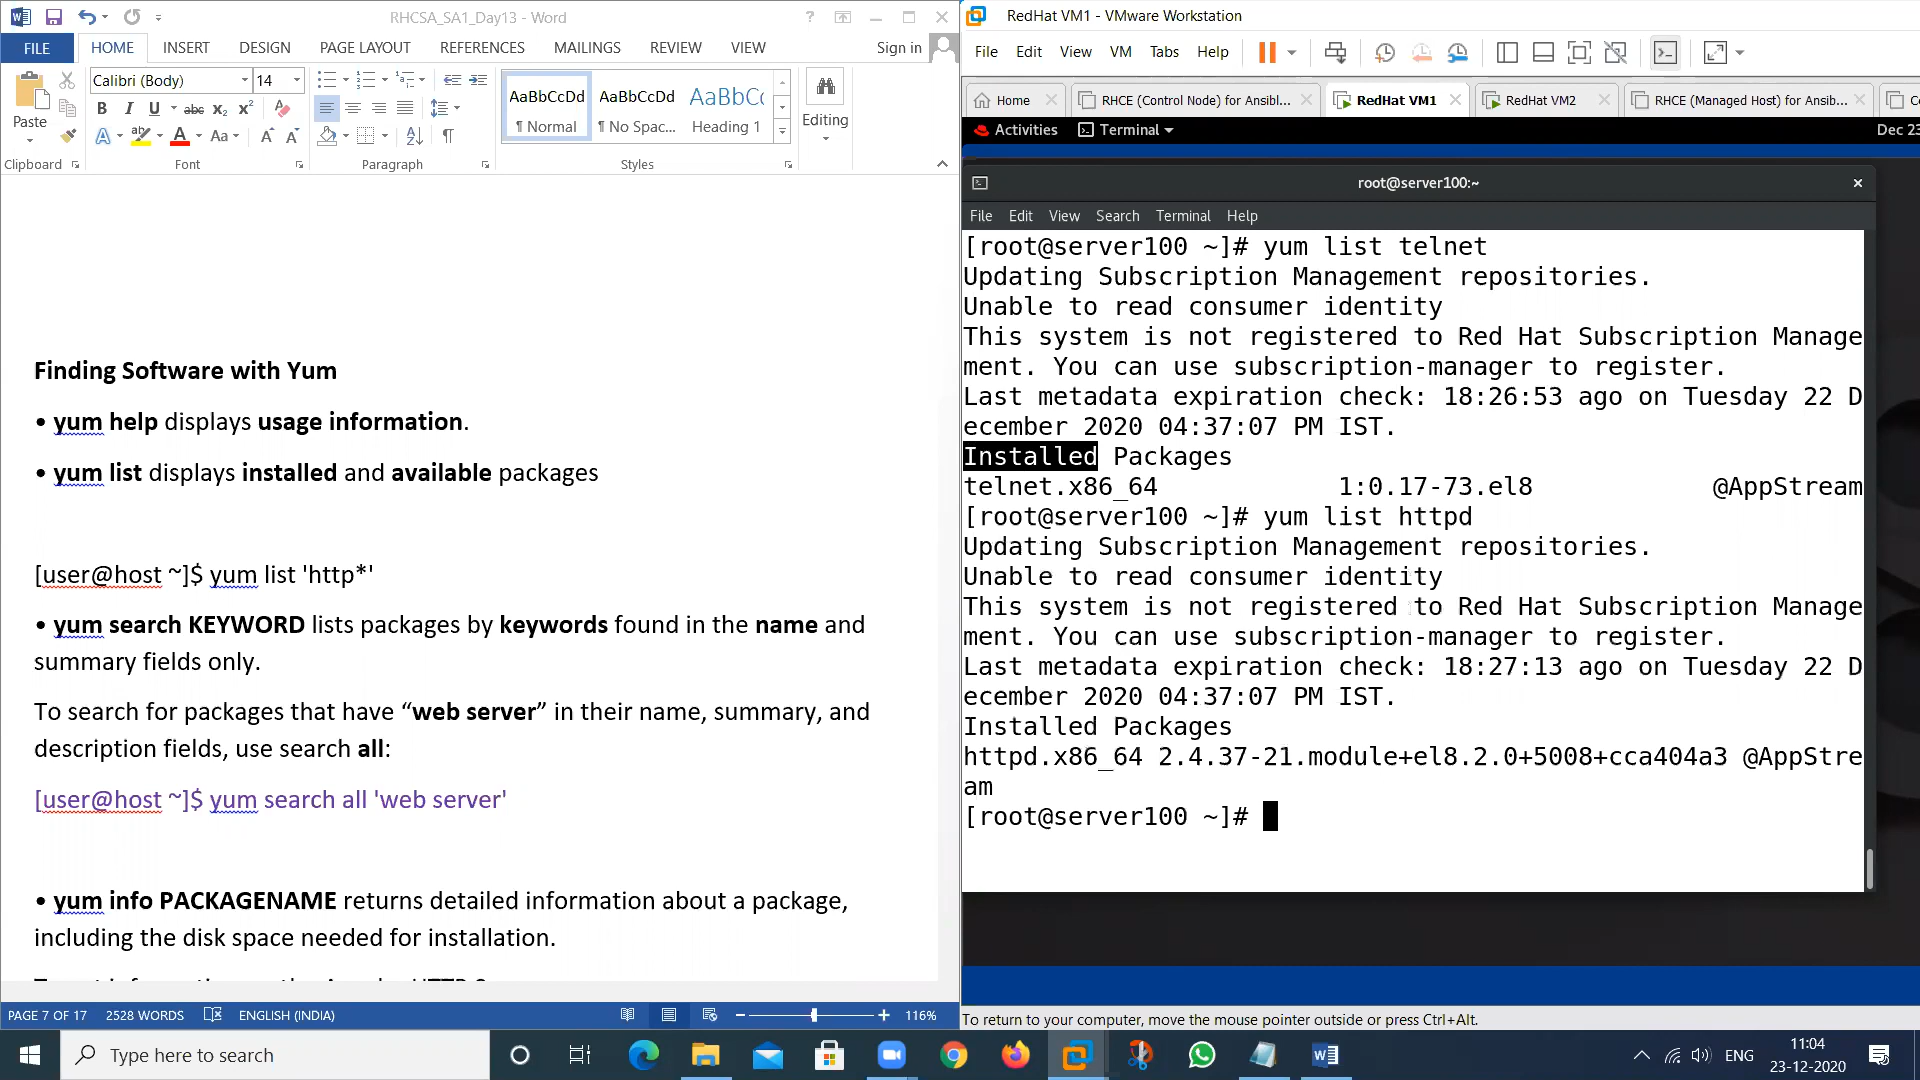 RHCSA_SA1_Day13 - Word
FILE HOME INSERT DESIGN PAGE LAYOUT REFERENCES MAILINGS REVIEW VIEW Sign in
Calibri (Body) 14
Paste
AaBbCcDd AaBbCcDd AaBbCc
¶ Normal ¶ No Spac... Heading 1
Editing
Clipboard Font Paragraph Styles
Finding Software with Yum
• yum help displays usage information.
• yum list displays installed and available packages
[user@host ~]$ yum list 'http*'
• yum search KEYWORD lists packages by keywords found in the name and
summary fields only.
To search for packages that have “web server” in their name, summary, and
description fields, use search all:
[user@host ~]$ yum search all 'web server'
• yum info PACKAGENAME returns detailed information about a package,
including the disk space needed for installation.
PAGE 7 OF 17 2528 WORDS ENGLISH (INDIA) 116%
RedHat VM1 - VMware Workstation
File Edit View VM Tabs Help
Home RHCE (Control Node) for Ansibl... RedHat VM1 RedHat VM2 RHCE (Managed Host) for Ansib...
Activities Terminal Dec 23
root@server100:~
File Edit View Search Terminal Help
[root@server100 ~]# yum list telnet
Updating Subscription Management repositories.
Unable to read consumer identity
This system is not registered to Red Hat Subscription Manage
ment. You can use subscription-manager to register.
Last metadata expiration check: 18:26:53 ago on Tuesday 22 D
ecember 2020 04:37:07 PM IST.
Installed Packages
telnet.x86_64 1:0.17-73.el8 @AppStream
[root@server100 ~]# yum list httpd
Updating Subscription Management repositories.
Unable to read consumer identity
This system is not registered to Red Hat Subscription Manage
ment. You can use subscription-manager to register.
Last metadata expiration check: 18:27:13 ago on Tuesday 22 D
ecember 2020 04:37:07 PM IST.
Installed Packages
httpd.x86_64 2.4.37-21.module+el8.2.0+5008+cca404a3 @AppStre
am
[root@server100 ~]#
To return to your computer, move the mouse pointer outside or press Ctrl+Alt.
Type here to search
ENG
11:04
23-12-2020